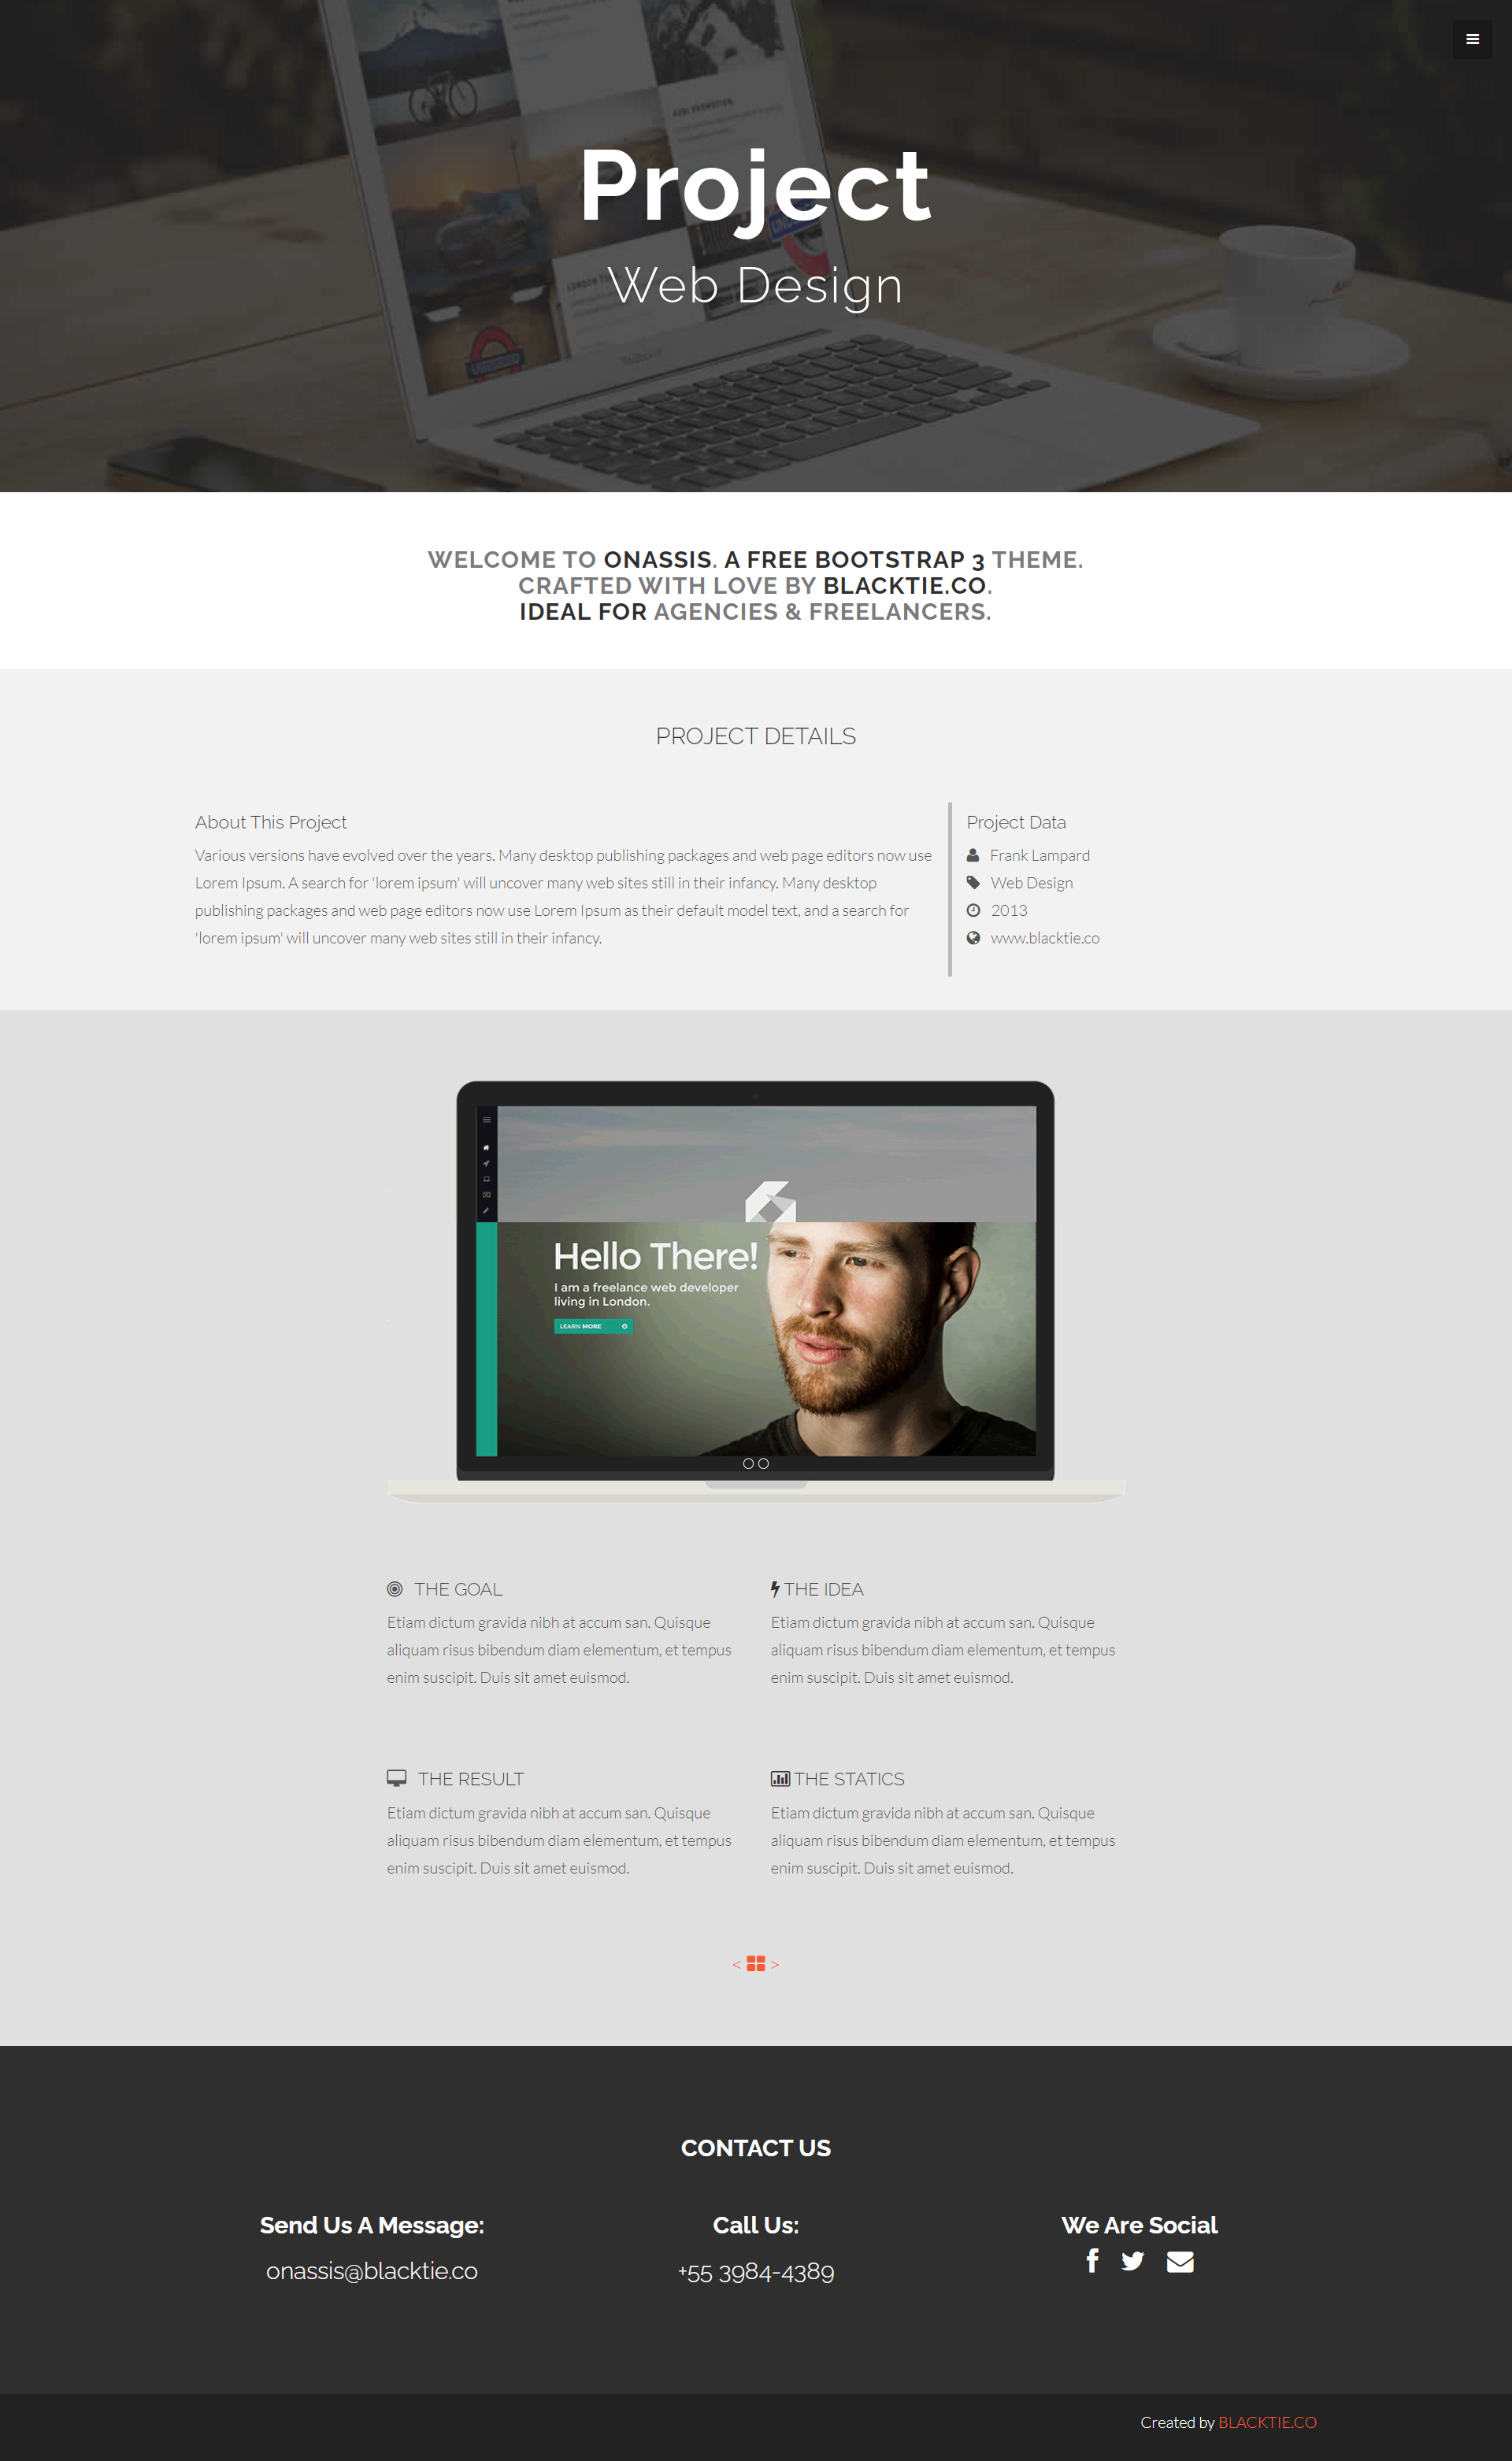 Project
Web Design
WELCOME TO ONASSIS. A FREE BOOTSTRAP 3 THEME.
CRAFTED WITH LOVE BY BLACKTIE.CO.
IDEAL FOR AGENCIES & FREELANCERS.
PROJECT DETAILS
About This Project
Various versions have evolved over the years. Many desktop publishing packages and web page editors now use
Lorem Ipsum. A search for 'lorem ipsum' will uncover many web sites still in their infancy. Many desktop
publishing packages and web page editors now use Lorem Ipsum as their default model text, and a search for
'lorem ipsum' will uncover many web sites still in their infancy.
Project Data
Frank Lampard
Web Design
2013
www.blacktie.co
Hello There!
I am a freelance web developer
living in London.
LEARN MORE
THE GOAL
Etiam dictum gravida nibh at accum san. Quisque
aliquam risus bibendum diam elementum, et tempus
enim suscipit. Duis sit amet euismod.
THE IDEA
Etiam dictum gravida nibh at accum san. Quisque
aliquam risus bibendum diam elementum, et tempus
enim suscipit. Duis sit amet euismod.
THE RESULT
Etiam dictum gravida nibh at accum san. Quisque
aliquam risus bibendum diam elementum, et tempus
enim suscipit. Duis sit amet euismod.
THE STATICS
Etiam dictum gravida nibh at accum san. Quisque
aliquam risus bibendum diam elementum, et tempus
enim suscipit. Duis sit amet euismod.
< >
CONTACT US
Send Us A Message:
onassis@blacktie.co
Call Us:
+55 3984-4389
We Are Social
Created by BLACKTIE.CO